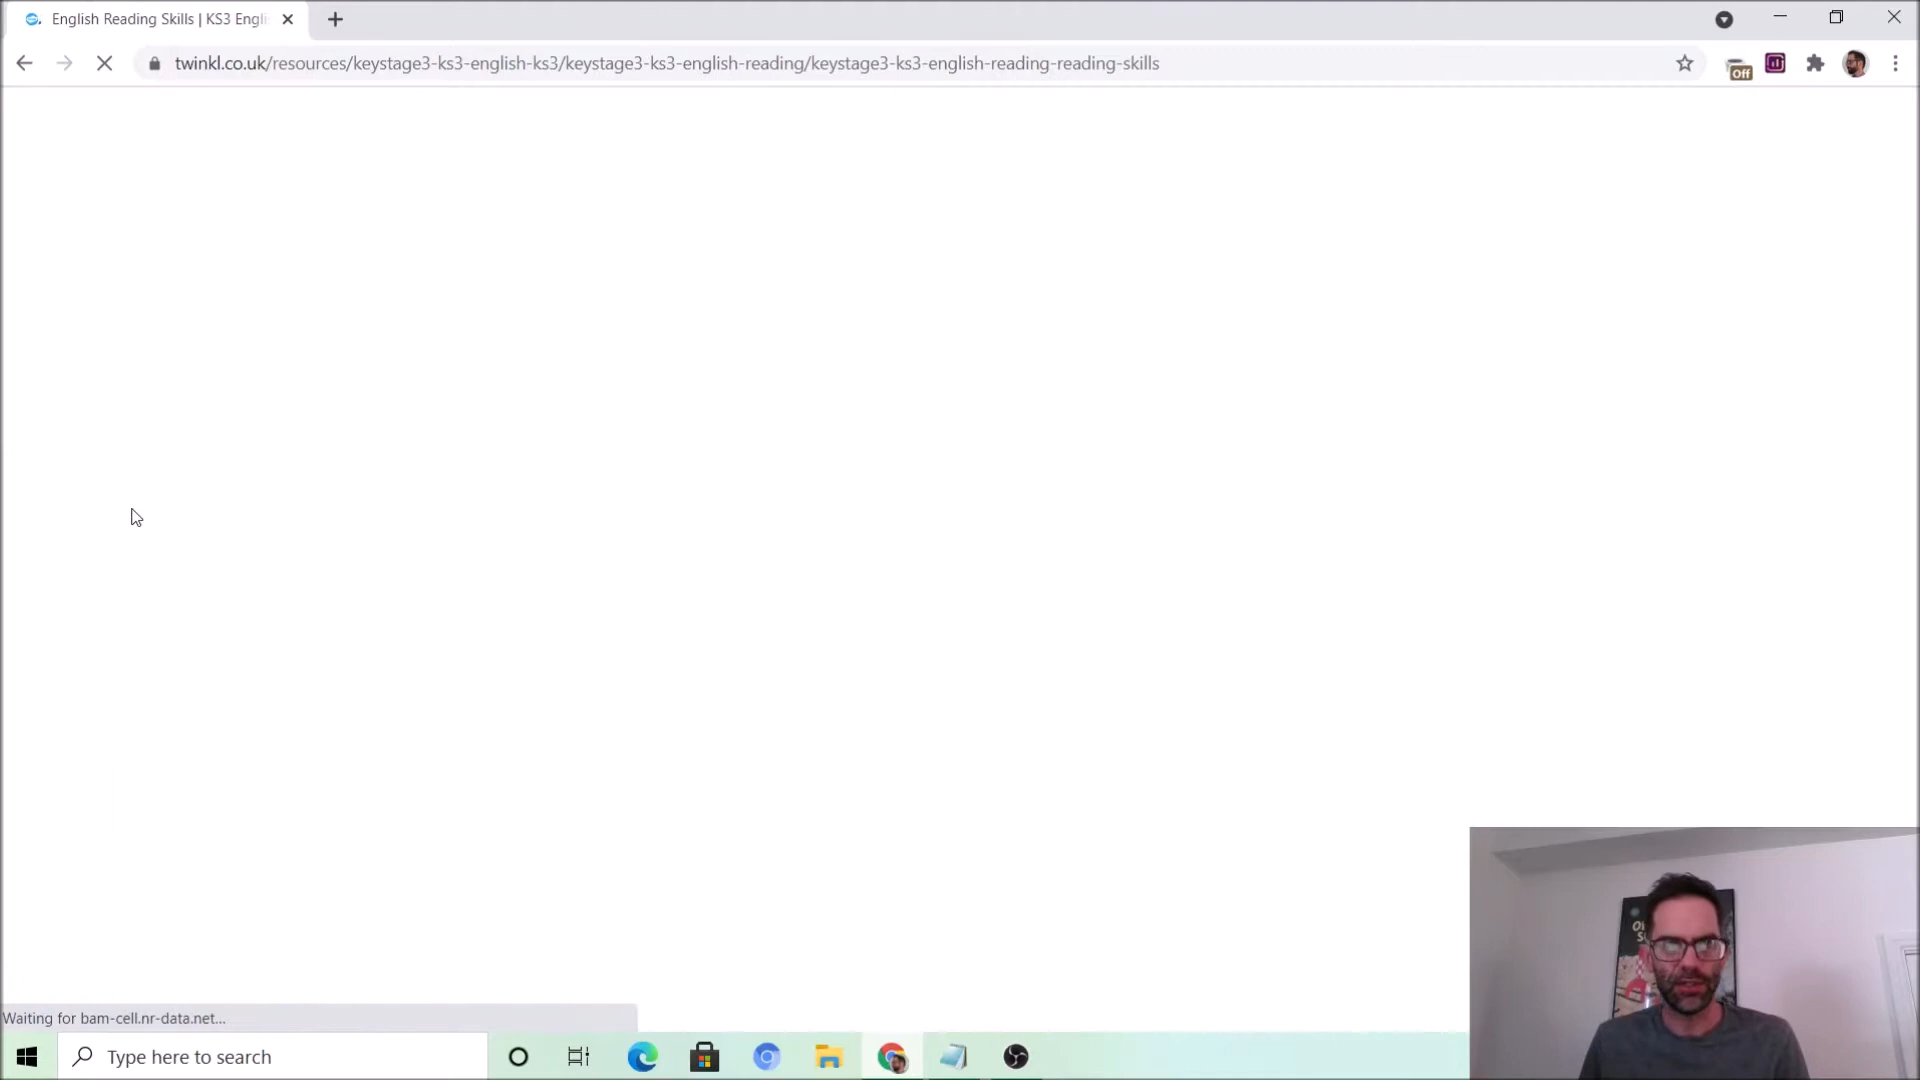 English Reading Skills | KS3 Engli
twinkl.co.uk/resources/keystage3-ks3-english-ks3/keystage3-ks3-english-reading/keystage3-ks3-english-reading-reading-skills
Off
Waiting for bam-cell.nr-data.net...
Type here to search